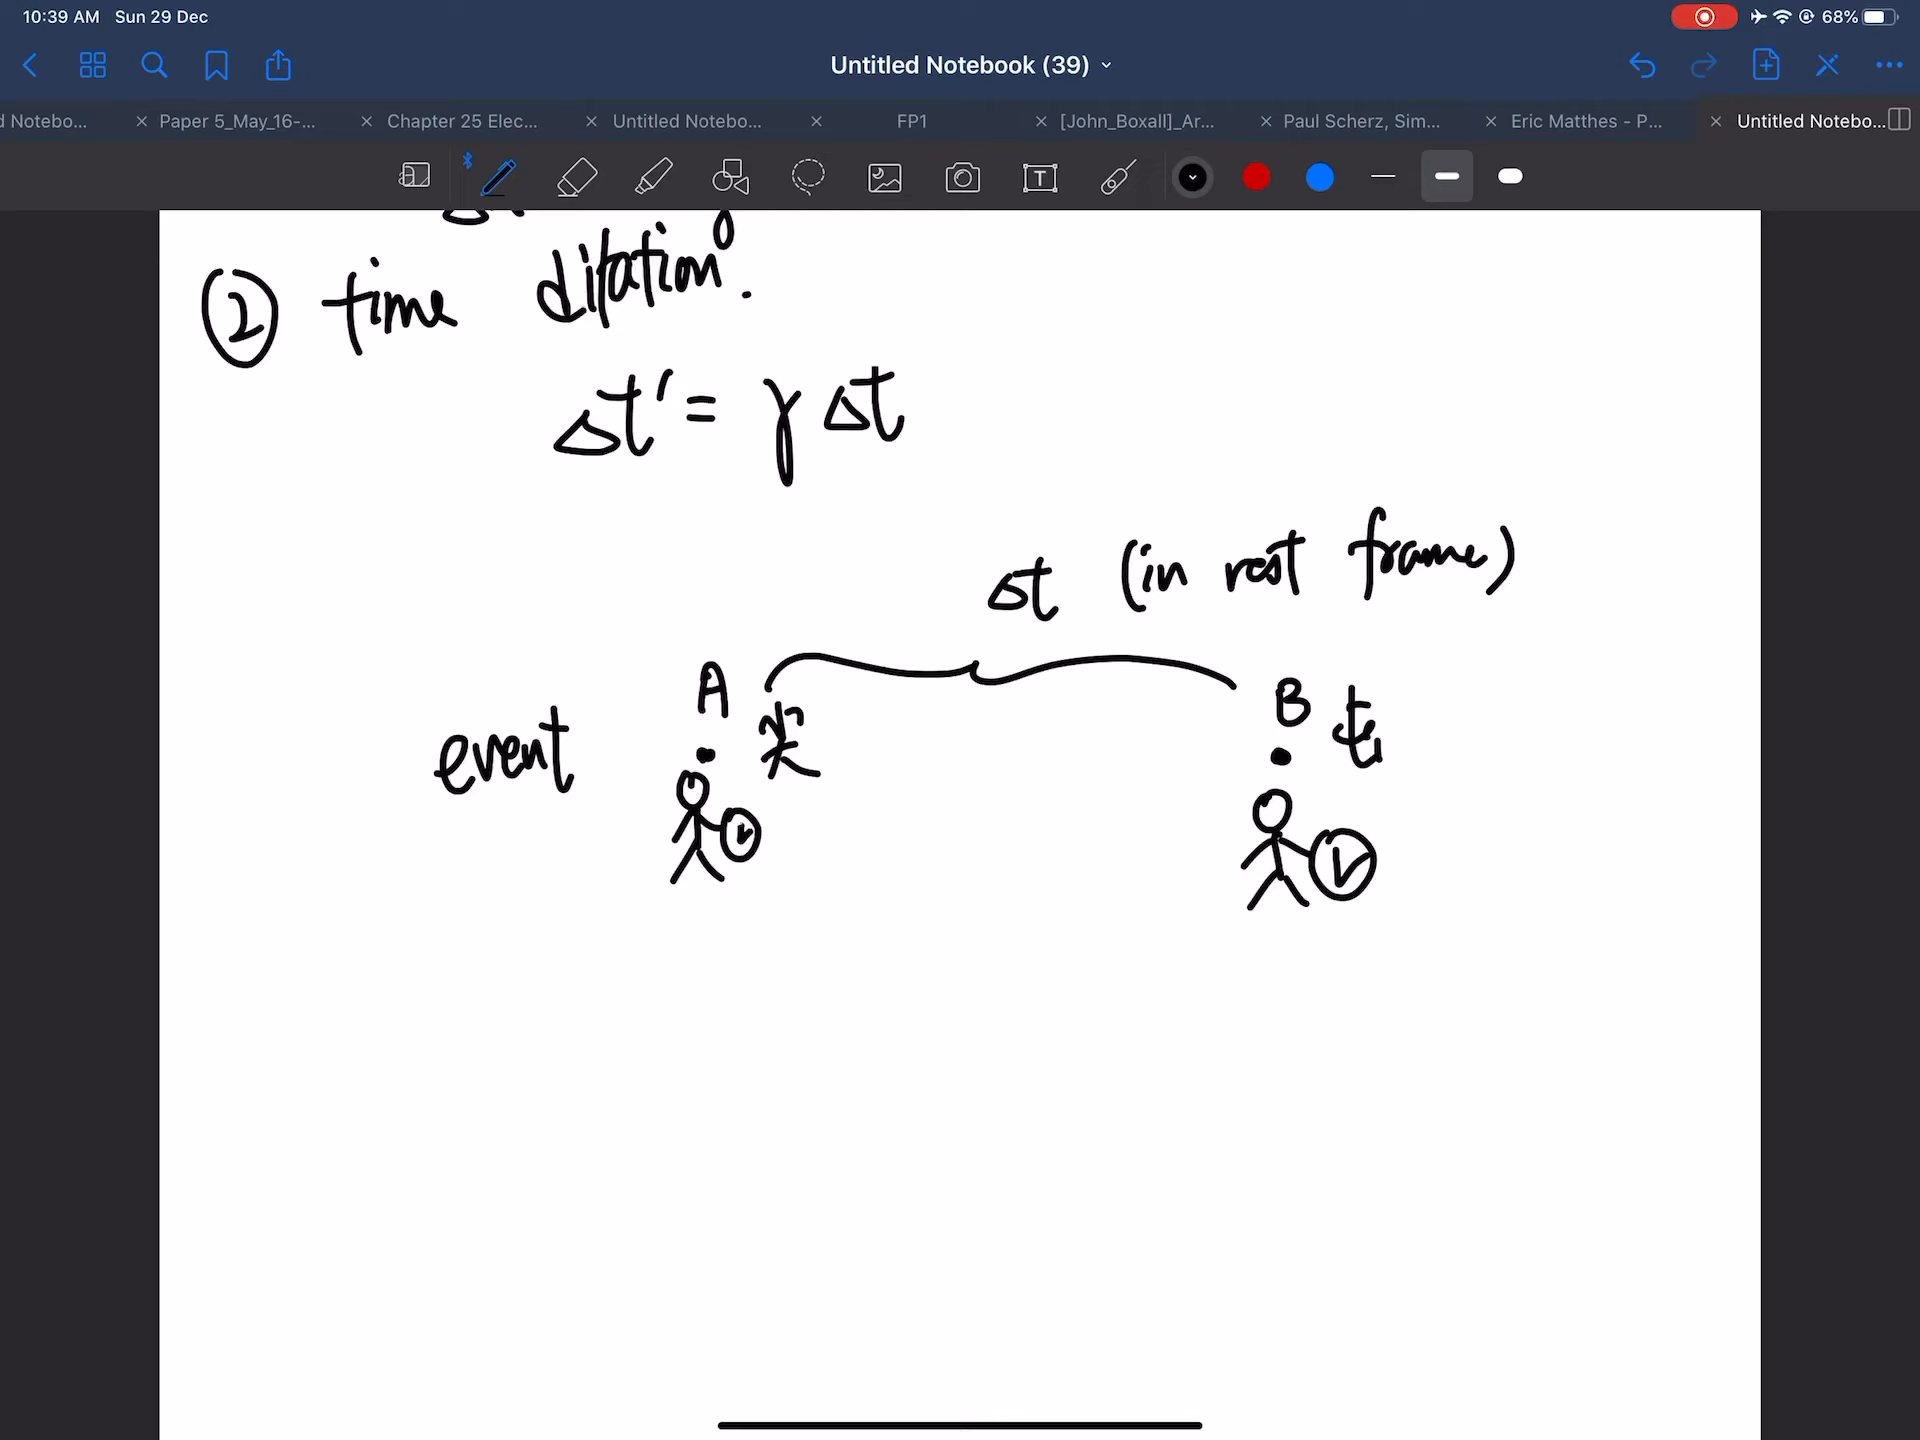 10:39 AM Sun 29 Dec 68%
Untitled Notebook (39)
d Notebo... Paper 5_May_16-... Chapter 25 Elec... Untitled Notebo... FP1 [John_Boxall]_Ar... Paul Scherz, Sim... Eric Matthes - P... Untitled Notebo...
② time dilation.
Δt' = γ Δt
Δt (in rest frame)
A B
event